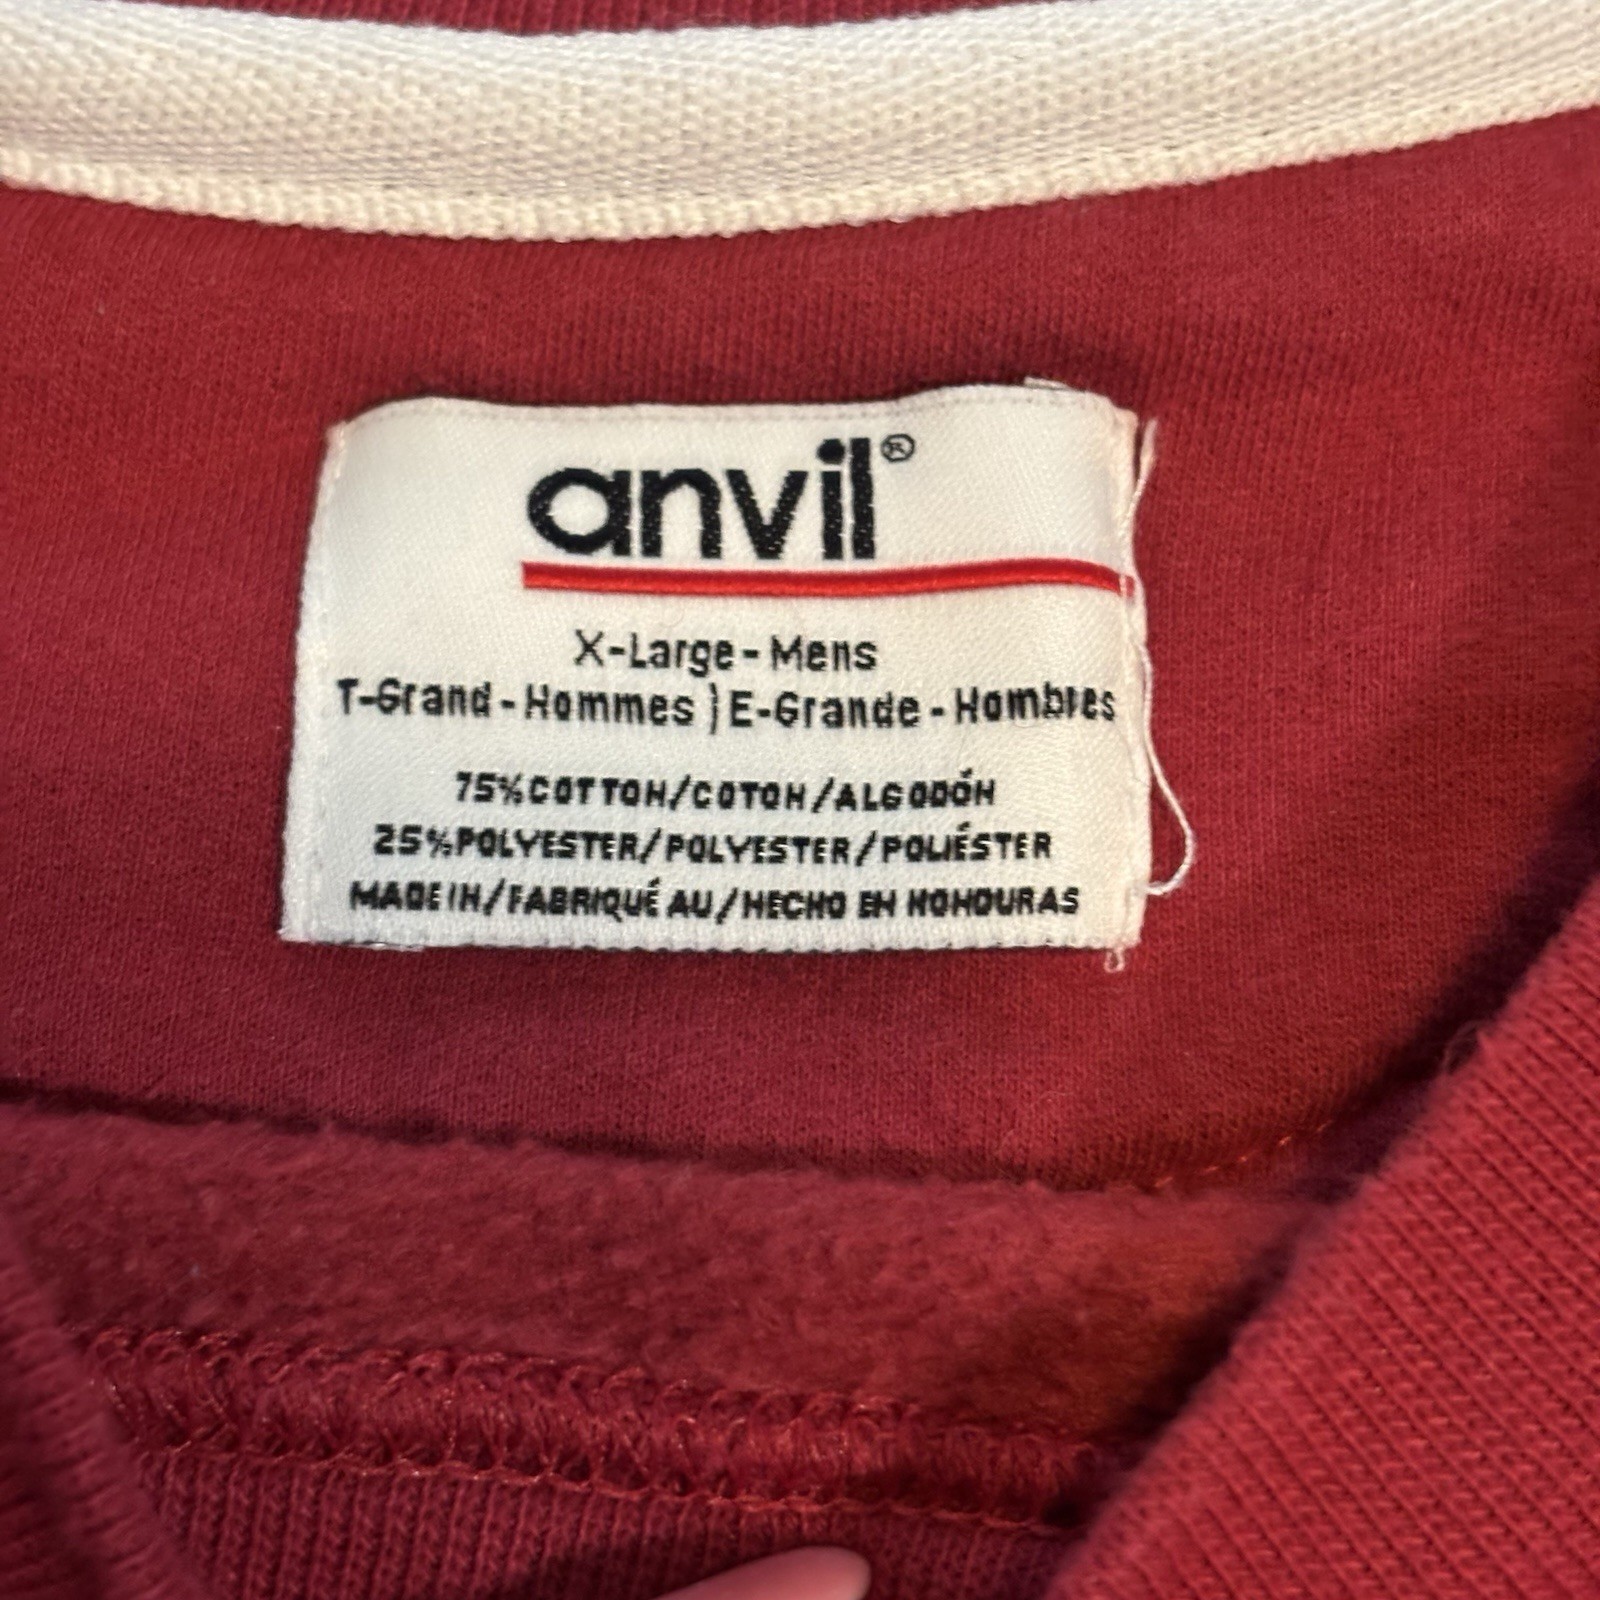 anvil®
X-Large - Mens
T-Grand - Hommes | E-Grande - Hombres
75% COTTON/COTON/ALGODÓN
25% POLYESTER/POLYESTER/POLIÉSTER
MADE IN/FABRIQUÉ AU/HECHO EN HONDURAS